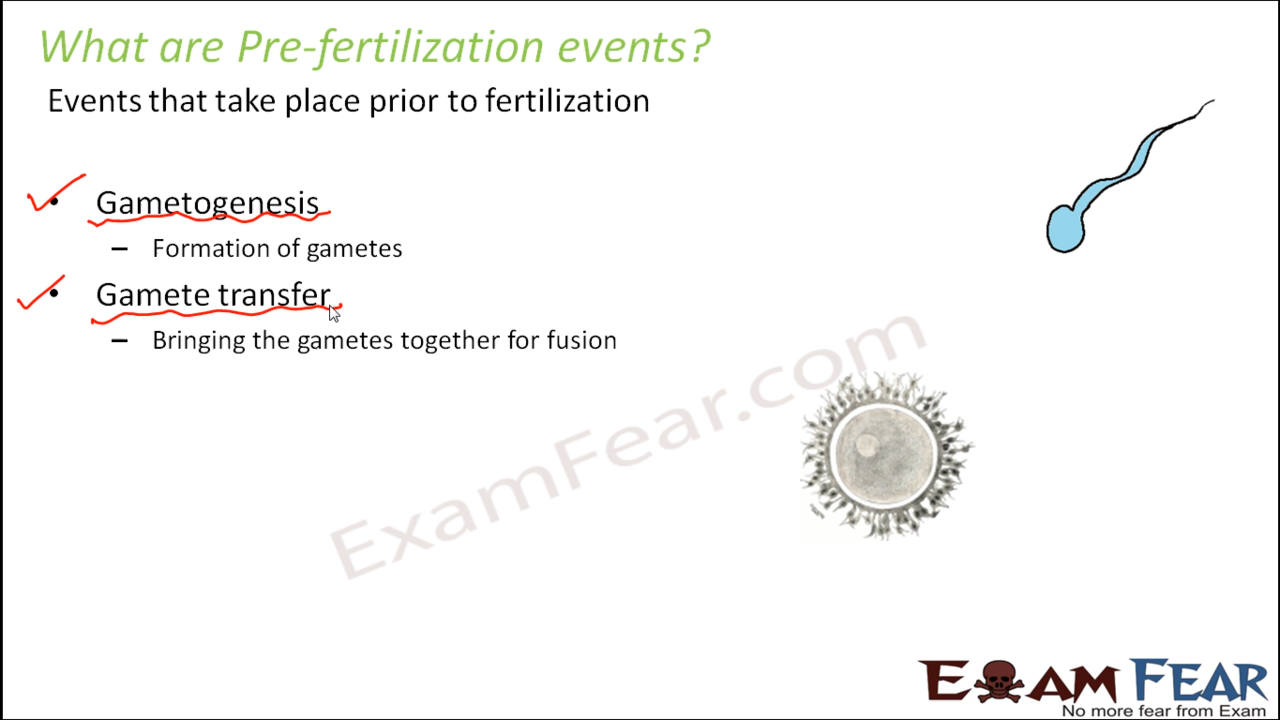 What are Pre-fertilization events?
Events that take place prior to fertilization
• Gametogenesis
– Formation of gametes
• Gamete transfer
– Bringing the gametes together for fusion
ExamFear.com
EXAM FEAR
No more fear from Exam